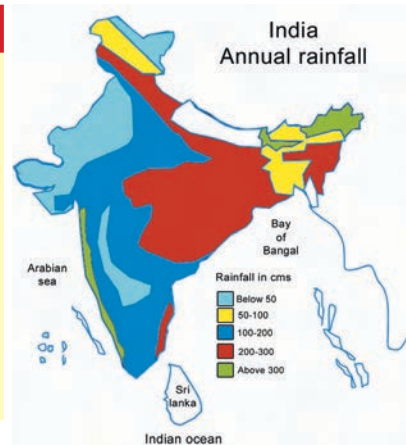 India
Annual rainfall
Bay
of
Bangal
Arabian
sea
Rainfall in cms
Below 50
50-100
100-200
200-300
Above 300
Sri
lanka
Indian ocean